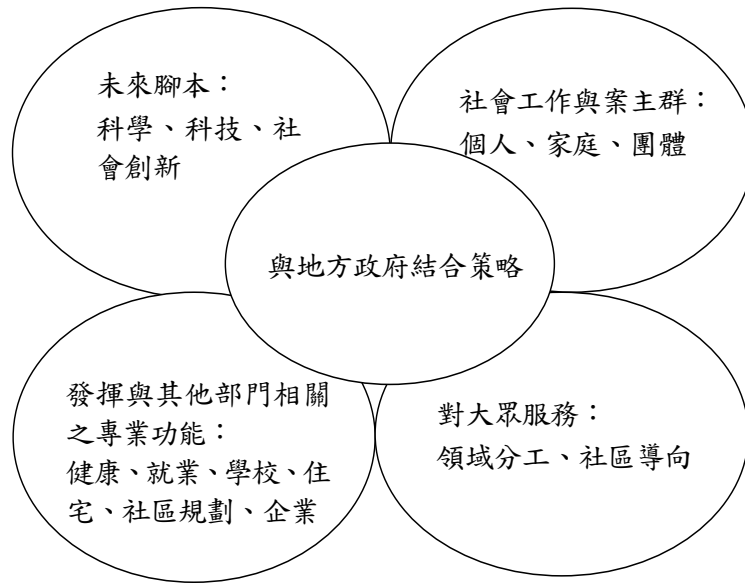 未來腳本：
科學、科技、社
會創新
社會工作與案主群：
個人、家庭、團體
與地方政府結合策略
發揮與其他部門相關
之專業功能：
健康、就業、學校、住
宅、社區規劃、企業
對大眾服務：
領域分工、社區導向